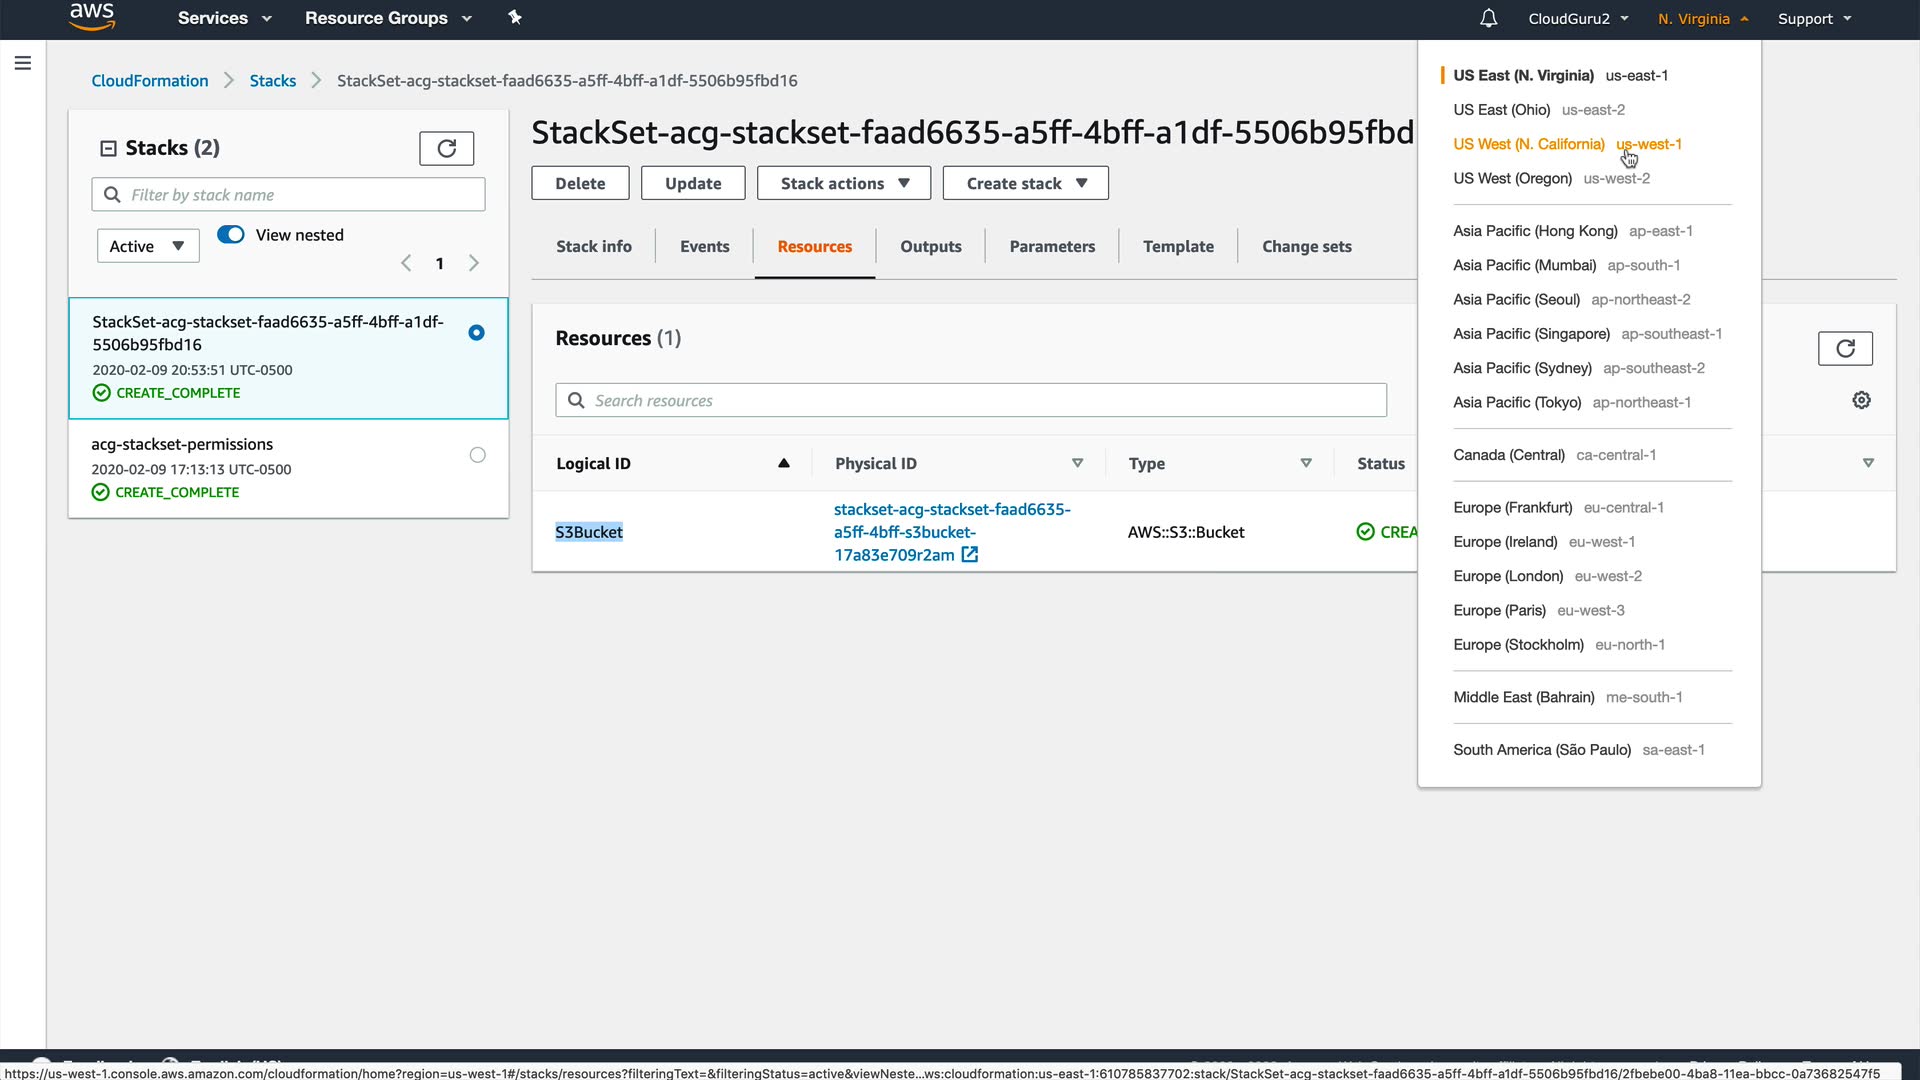 aws
Services
Resource Groups
CloudGuru2
N. Virginia
Support
CloudFormation
Stacks
StackSet-acg-stackset-faad6635-a5ff-4bff-a1df-5506b95fbd16
Stacks (2)
Filter by stack name
Active
View nested
1
StackSet-acg-stackset-faad6635-a5ff-4bff-a1df-
5506b95fbd16
2020-02-09 20:53:51 UTC-0500
CREATE_COMPLETE
acg-stackset-permissions
2020-02-09 17:13:13 UTC-0500
CREATE_COMPLETE
StackSet-acg-stackset-faad6635-a5ff-4bff-a1df-5506b95fbd
Delete
Update
Stack actions
Create stack
Stack info
Events
Resources
Outputs
Parameters
Template
Change sets
Resources (1)
Search resources
Logical ID
Physical ID
Type
Status
S3Bucket
stackset-acg-stackset-faad6635-
a5ff-4bff-s3bucket-
17a83e709r2am
AWS::S3::Bucket
CREA
US East (N. Virginia) us-east-1
US East (Ohio) us-east-2
US West (N. California) us-west-1
US West (Oregon) us-west-2
Asia Pacific (Hong Kong) ap-east-1
Asia Pacific (Mumbai) ap-south-1
Asia Pacific (Seoul) ap-northeast-2
Asia Pacific (Singapore) ap-southeast-1
Asia Pacific (Sydney) ap-southeast-2
Asia Pacific (Tokyo) ap-northeast-1
Canada (Central) ca-central-1
Europe (Frankfurt) eu-central-1
Europe (Ireland) eu-west-1
Europe (London) eu-west-2
Europe (Paris) eu-west-3
Europe (Stockholm) eu-north-1
Middle East (Bahrain) me-south-1
South America (São Paulo) sa-east-1
https://us-west-1.console.aws.amazon.com/cloudformation/home?region=us-west-1#/stacks/resources?filteringText=&filteringStatus=active&viewNeste...ws:cloudformation:us-east-1:610785837702:stack/StackSet-acg-stackset-faad6635-a5ff-4bff-a1df-5506b95fbd16/2fbebe00-4ba8-11ea-bbcc-0a73682547f5